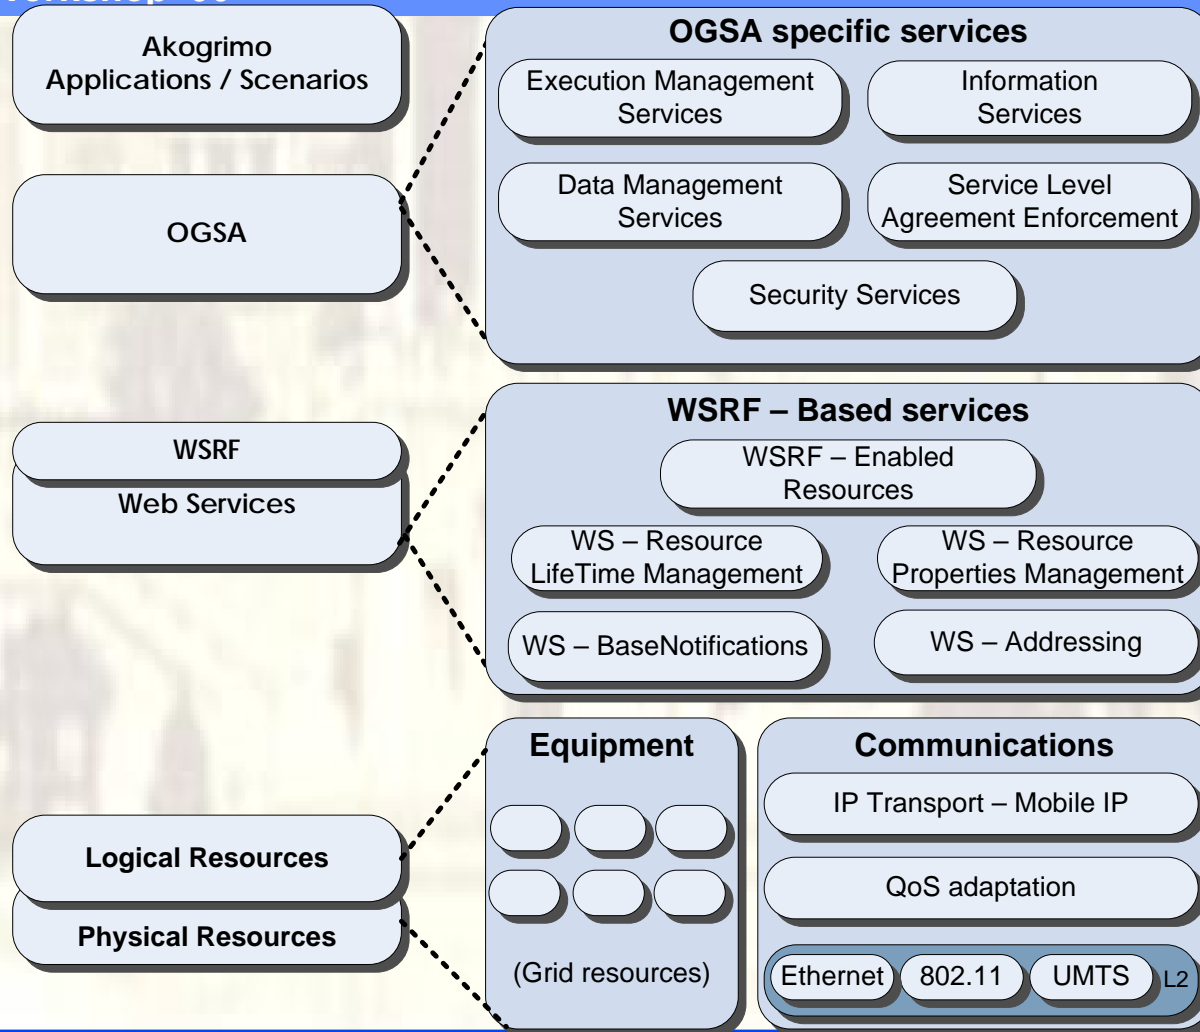 Akogrimo
Applications / Scenarios
OGSA
WSRF
Web Services
Logical Resources
Physical Resources
OGSA specific services
Execution Management
Services
Information
Services
Data Management
Services
Service Level
Agreement Enforcement
Security Services
WSRF – Based services
WSRF – Enabled
Resources
WS – Resource
LifeTime Management
WS – Resource
Properties Management
WS – BaseNotifications
WS – Addressing
Equipment
(Grid resources)
Communications
IP Transport – Mobile IP
QoS adaptation
Ethernet 802.11 UMTS L2